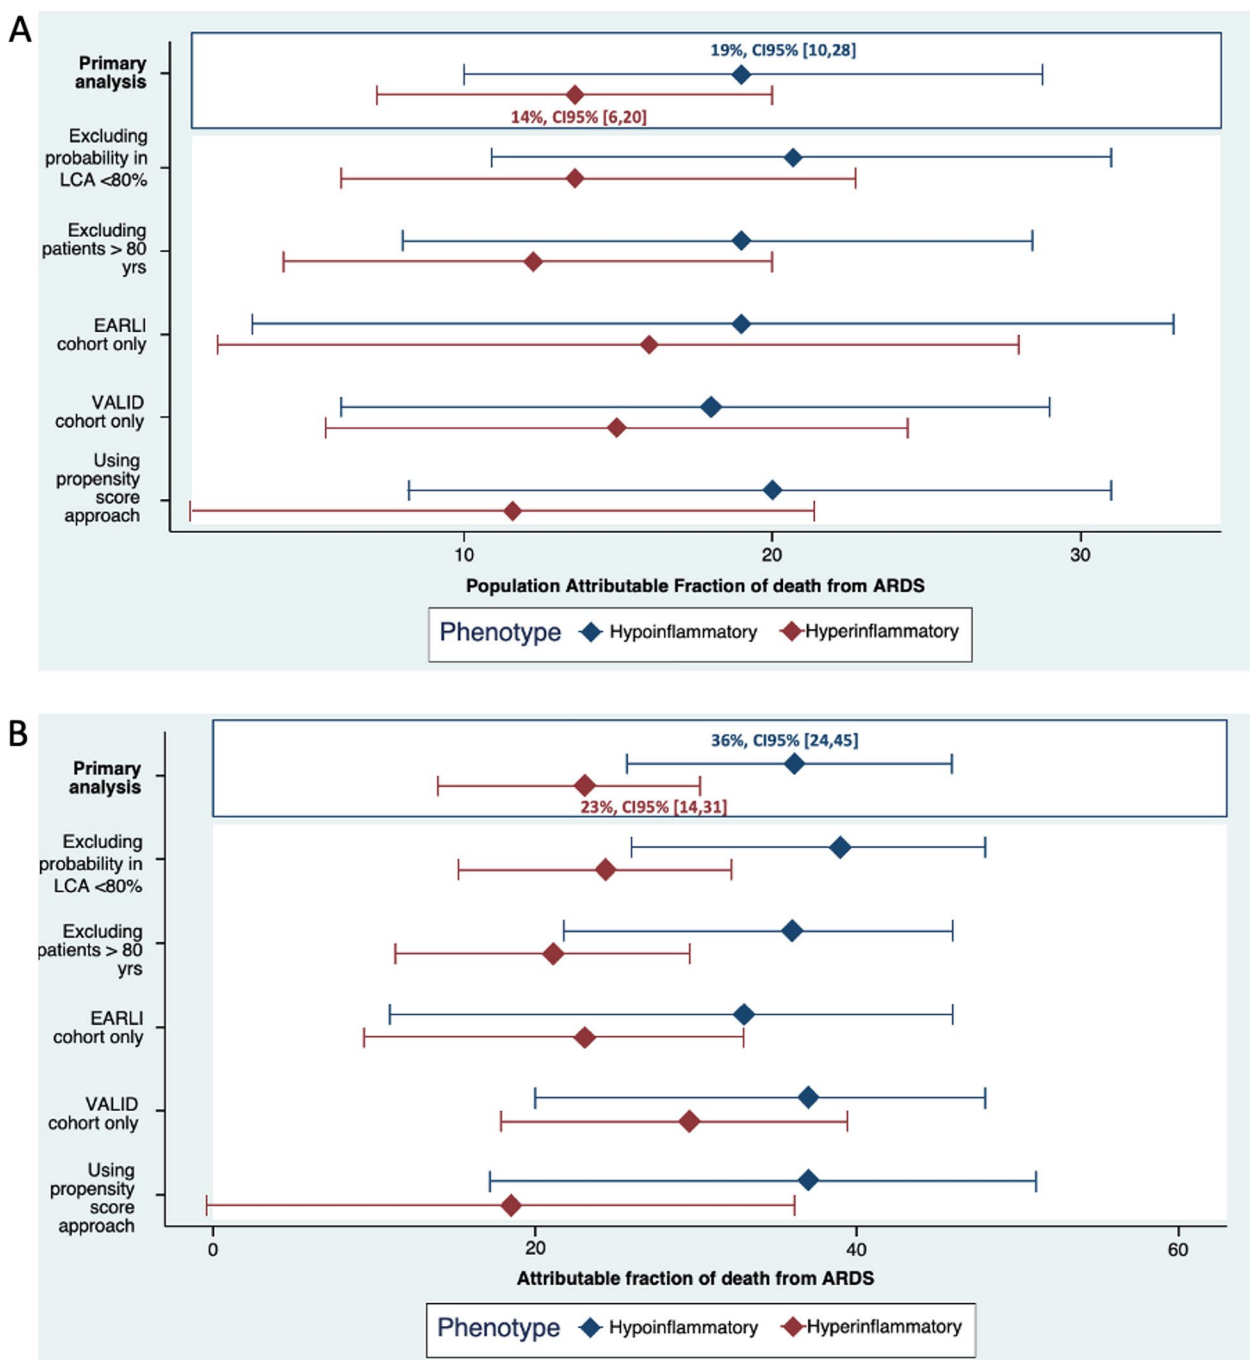 A
Primary
analysis
19%, CI95% [10,28]
14%, CI95% [6,20]
Excluding
probability in
LCA <80%
Excluding
patients > 80
yrs
EARLI
cohort only
VALID
cohort only
Using
propensity
score
approach
10 20 30
Population Attributable Fraction of death from ARDS
Phenotype Hypoinflammatory Hyperinflammatory
B
Primary
analysis
36%, CI95% [24,45]
23%, CI95% [14,31]
Excluding
probability in
LCA <80%
Excluding
patients > 80
yrs
EARLI
cohort only
VALID
cohort only
Using
propensity
score
approach
0 20 40 60
Attributable fraction of death from ARDS
Phenotype Hypoinflammatory Hyperinflammatory